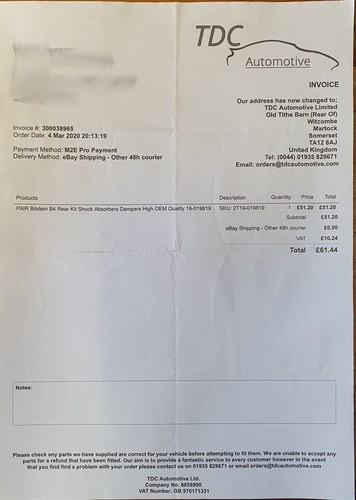 TDC
Automotive
INVOICE
Our address has now changed to;
TDC Automotive Limited
Old Tithe Barn (Rear Of)
Witcombe
Martock
Somerset
TA12 6AJ
United Kingdom
Tel: (0044) 01935 829671
Email: orders@tdcautomotive.com
Invoice #: 300038965
Order Date: 4 Mar 2020 20:13:19
Payment Method: M2E Pro Payment
Delivery Method: eBay Shipping - Other 48h courier
Products Description Quantity Price Total
PAIR Bilstein B4 Rear Kit Shock Absorbers Dampers High OEM Quality 19-019819 SKU: 2T19-019819 1 £51.20 £51.20
Subtotal £51.20
eBay Shipping - Other 48h courier £0.00
VAT £10.24
Total £61.44
Notes:
Please check any parts we have supplied are correct for your vehicle before attempting to fit them. We are unable to accept any
parts for a refund that have been fitted. Our aim is to provide a fantastic service to every customer however in the event
that you find find a problem with your order please contact us on 01935 829671 or email orders@tdcautomotive.com
TDC Automotive Ltd.
Company No. 6858898
VAT Number: GB 970171331